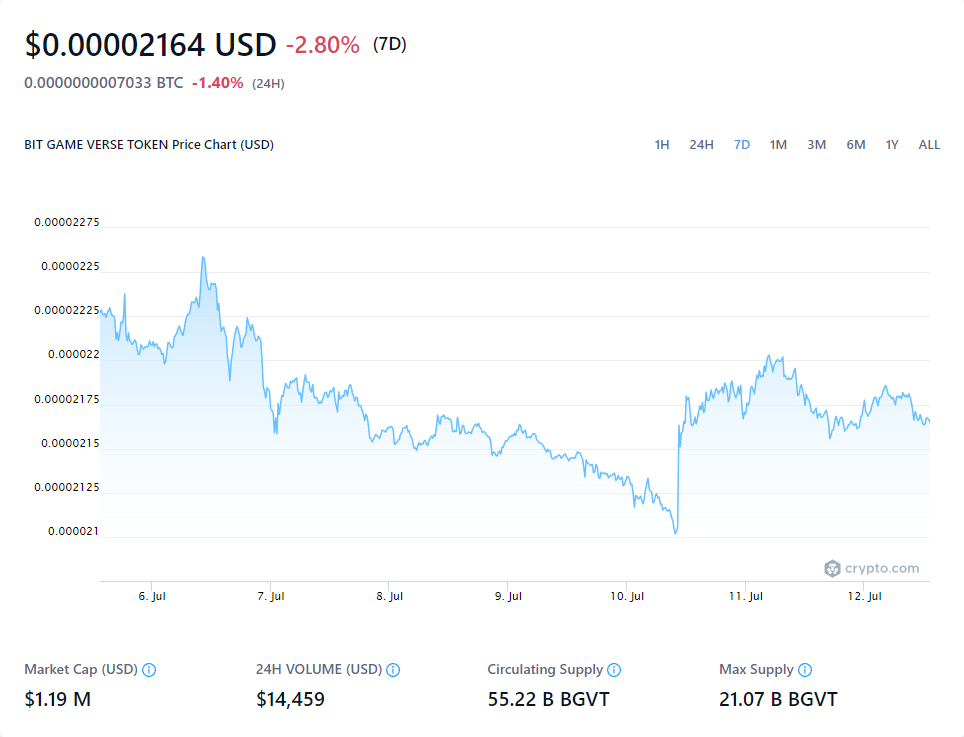 $0.00002164 USD -2.80% (7D)
0.0000000007033 BTC -1.40% (24H)
BIT GAME VERSE TOKEN Price Chart (USD) 1H 24H 7D 1M 3M 6M 1Y ALL
0.00002275
0.0000225
0.00002225
0.000022
0.00002175
0.0000215
0.00002125
0.000021
crypto.com
6. Jul 7. Jul 8. Jul 9. Jul 10. Jul 11. Jul 12. Jul
Market Cap (USD) 24H VOLUME (USD) Circulating Supply Max Supply
$1.19 M $14,459 55.22 B BGVT 21.07 B BGVT